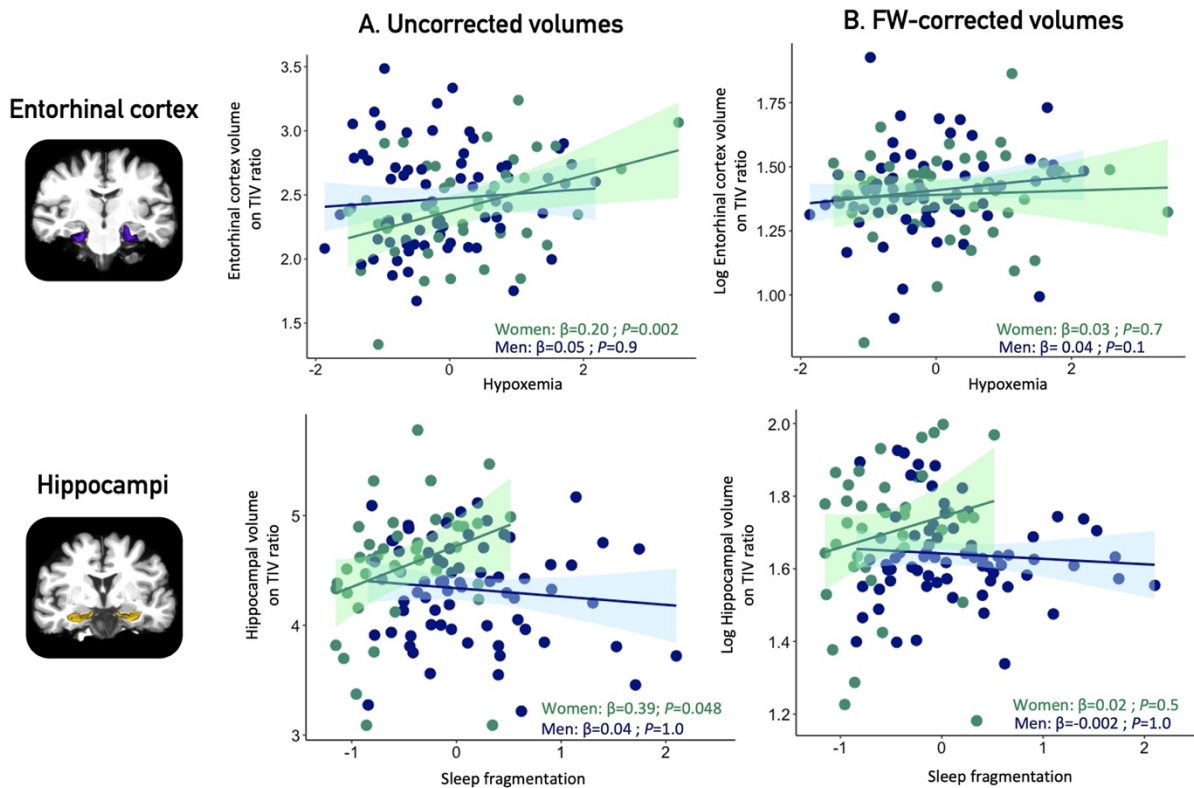 A. Uncorrected volumes
B. FW-corrected volumes
Entorhinal cortex
Entorhinal cortex volume
on TIV ratio
3.5
3.0
2.5
2.0
1.5
Women: β=0.20 ; P=0.002
Men: β=0.05 ; P=0.9
-2
0
2
Hypoxemia
Log Entorhinal cortex volume
on TIV ratio
1.75
1.50
1.25
1.00
Women: β=0.03 ; P=0.7
Men: β= 0.04 ; P=0.1
-2
0
2
Hypoxemia
Hippocampi
Hippocampal volume
on TIV ratio
5
4
3
Women: β=0.39; P=0.048
Men: β=0.04 ; P=1.0
-1
0
1
2
Sleep fragmentation
Log Hippocampal volume
on TIV ratio
2.0
1.8
1.6
1.4
1.2
Women: β=0.02 ; P=0.5
Men: β=-0.002 ; P=1.0
-1
0
1
2
Sleep fragmentation